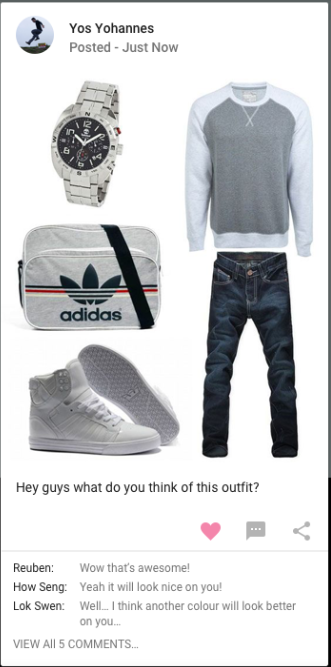 Yos Yohannes
Posted - Just Now
adidas
Hey guys what do you think of this outfit?
Reuben: Wow that's awesome!
How Seng: Yeah it will look nice on you!
Lok Swen: Well... I think another colour will look better
on you...
VIEW All 5 COMMENTS...